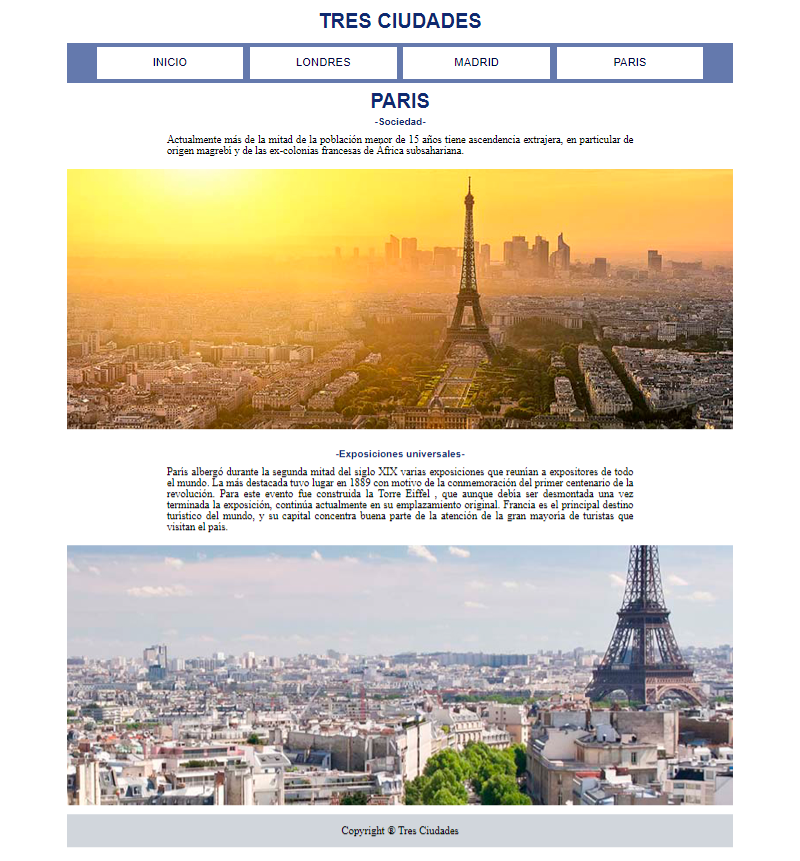 TRES CIUDADES
INICIO LONDRES MADRID PARIS
PARIS
-Sociedad-
Actualmente más de la mitad de la población menor de 15 años tiene ascendencia extrajera, en particular de
origen magrebí y de las ex-colonias francesas de África subsahariana.
-Exposiciones universales-
París albergó durante la segunda mitad del siglo XIX varias exposiciones que reunían a expositores de todo
el mundo. La más destacada tuvo lugar en 1889 con motivo de la conmemoración del primer centenario de la
revolución. Para este evento fue construida la Torre Eiffel , que aunque debía ser desmontada una vez
terminada la exposición, continúa actualmente en su emplazamiento original. Francia es el principal destino
turístico del mundo, y su capital concentra buena parte de la atención de la gran mayoría de turistas que
visitan el país.
Copyright ® Tres Ciudades